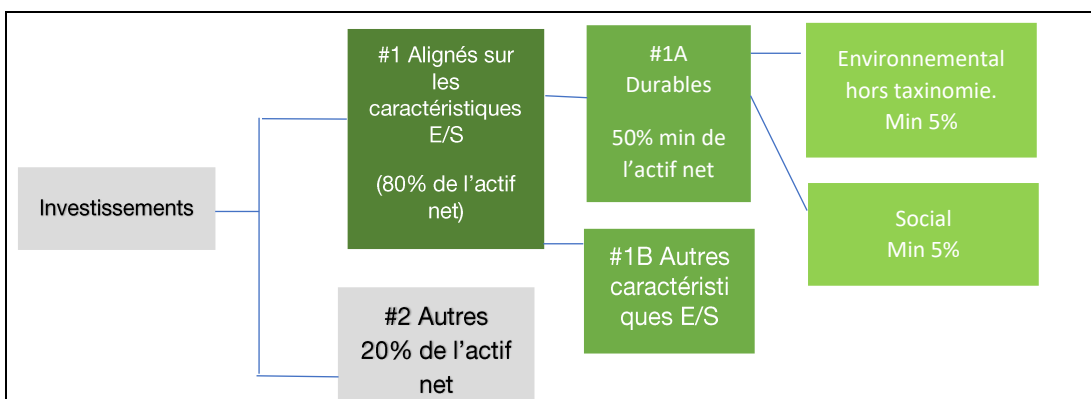 Investissements
#1 Alignés sur
les
caractéristiques
E/S
(80% de l’actif
net)
#2 Autres
20% de l’actif
net
#1A
Durables
50% min de
l’actif net
#1B Autres
caractéristi
ques E/S
Environnemental
hors taxinomie.
Min 5%
Social
Min 5%